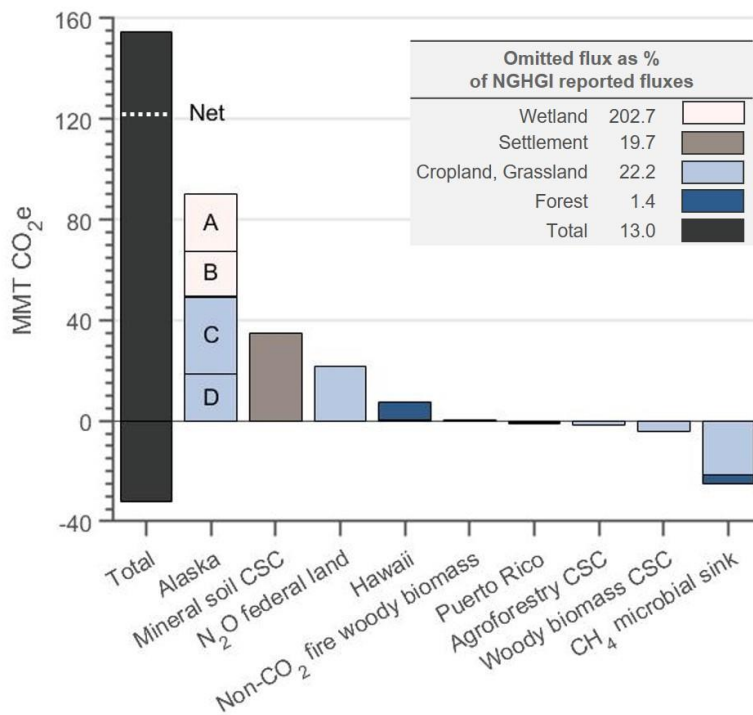 160
120
80
40
0
-40
MMT CO₂e
Net
A
B
C
D
Omitted flux as %
of NGHGI reported fluxes
Wetland 202.7
Settlement 19.7
Cropland, Grassland 22.2
Forest 1.4
Total 13.0
Total
Alaska
Mineral soil CSC
N₂O federal land
Hawaii
Non-CO₂ fire woody biomass
Puerto Rico
Agroforestry CSC
Woody biomass CSC
CH₄ microbial sink